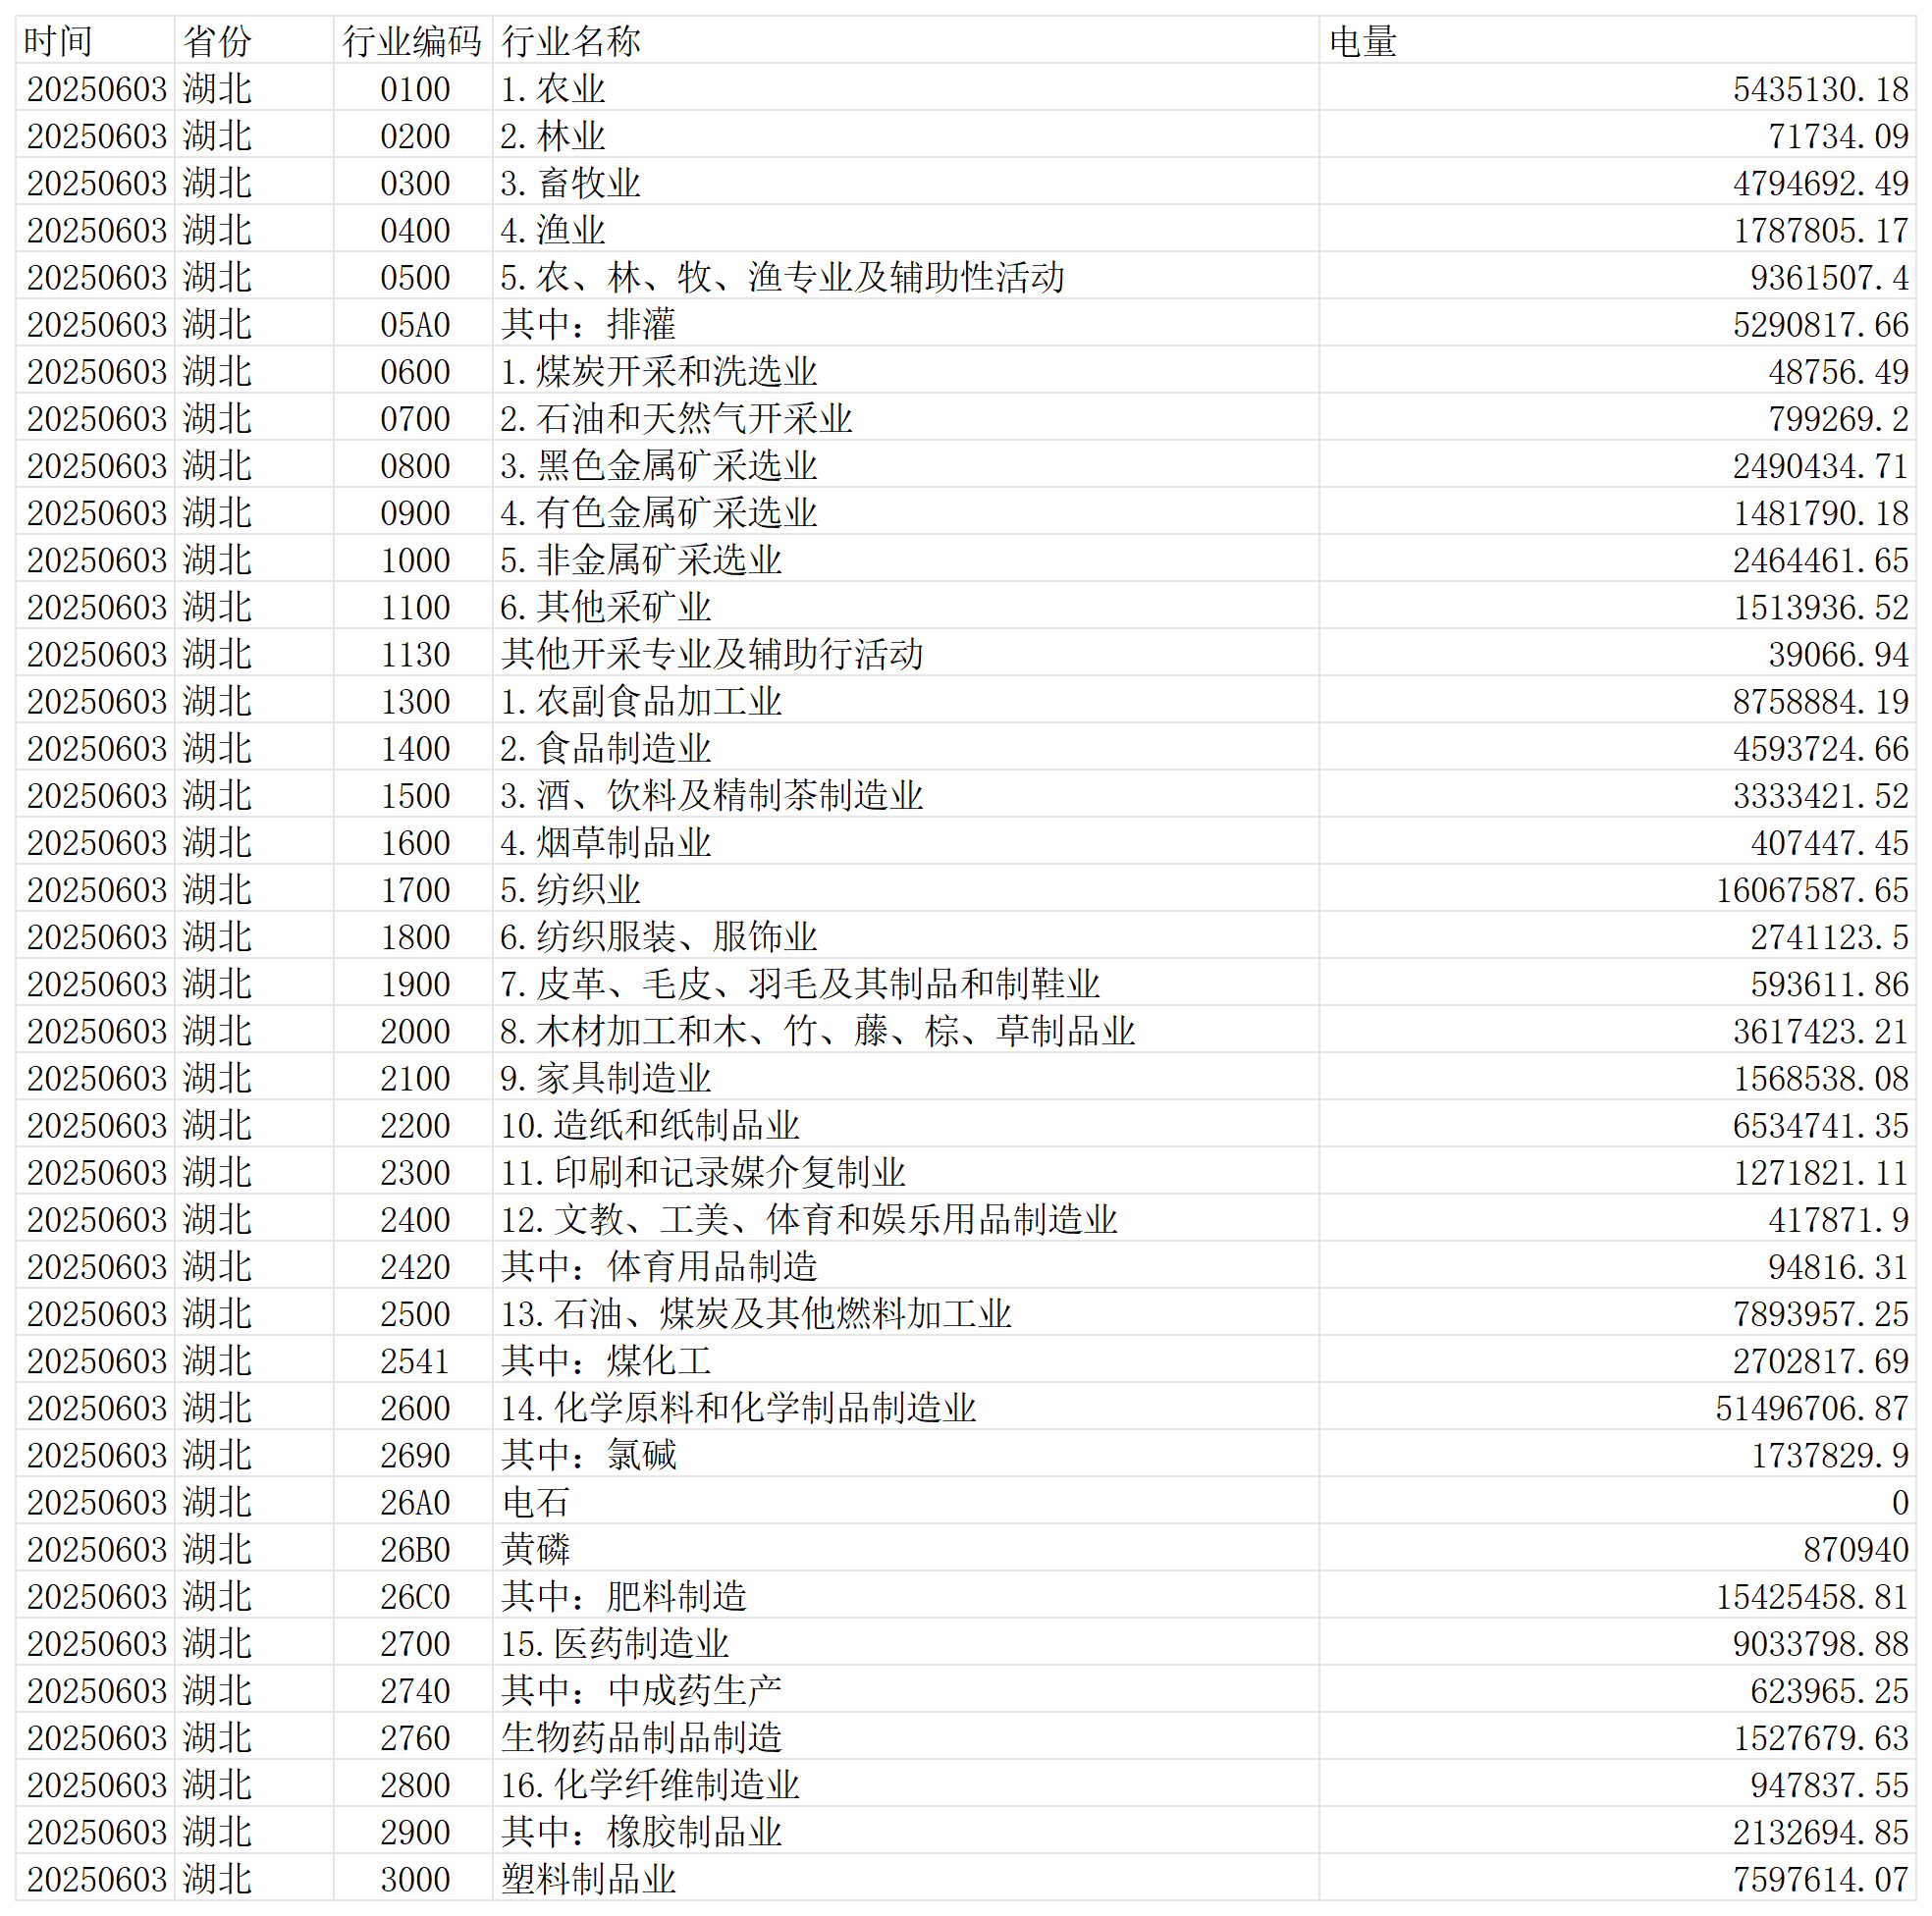 时间 省份 行业编码 行业名称 电量
20250603 湖北 0100 1.农业 5435130.18
20250603 湖北 0200 2.林业 71734.09
20250603 湖北 0300 3.畜牧业 4794692.49
20250603 湖北 0400 4.渔业 1787805.17
20250603 湖北 0500 5.农、林、牧、渔专业及辅助性活动 9361507.4
20250603 湖北 05A0 其中：排灌 5290817.66
20250603 湖北 0600 1.煤炭开采和洗选业 48756.49
20250603 湖北 0700 2.石油和天然气开采业 799269.2
20250603 湖北 0800 3.黑色金属矿采选业 2490434.71
20250603 湖北 0900 4.有色金属矿采选业 1481790.18
20250603 湖北 1000 5.非金属矿采选业 2464461.65
20250603 湖北 1100 6.其他采矿业 1513936.52
20250603 湖北 1130 其他开采专业及辅助行活动 39066.94
20250603 湖北 1300 1.农副食品加工业 8758884.19
20250603 湖北 1400 2.食品制造业 4593724.66
20250603 湖北 1500 3.酒、饮料及精制茶制造业 3333421.52
20250603 湖北 1600 4.烟草制品业 407447.45
20250603 湖北 1700 5.纺织业 16067587.65
20250603 湖北 1800 6.纺织服装、服饰业 2741123.5
20250603 湖北 1900 7.皮革、毛皮、羽毛及其制品和制鞋业 593611.86
20250603 湖北 2000 8.木材加工和木、竹、藤、棕、草制品业 3617423.21
20250603 湖北 2100 9.家具制造业 1568538.08
20250603 湖北 2200 10.造纸和纸制品业 6534741.35
20250603 湖北 2300 11.印刷和记录媒介复制业 1271821.11
20250603 湖北 2400 12.文教、工美、体育和娱乐用品制造业 417871.9
20250603 湖北 2420 其中：体育用品制造 94816.31
20250603 湖北 2500 13.石油、煤炭及其他燃料加工业 7893957.25
20250603 湖北 2541 其中：煤化工 2702817.69
20250603 湖北 2600 14.化学原料和化学制品制造业 51496706.87
20250603 湖北 2690 其中：氯碱 1737829.9
20250603 湖北 26A0 电石 0
20250603 湖北 26B0 黄磷 870940
20250603 湖北 26C0 其中：肥料制造 15425458.81
20250603 湖北 2700 15.医药制造业 9033798.88
20250603 湖北 2740 其中：中成药生产 623965.25
20250603 湖北 2760 生物药品制品制造 1527679.63
20250603 湖北 2800 16.化学纤维制造业 947837.55
20250603 湖北 2900 其中：橡胶制品业 2132694.85
20250603 湖北 3000 塑料制品业 7597614.07